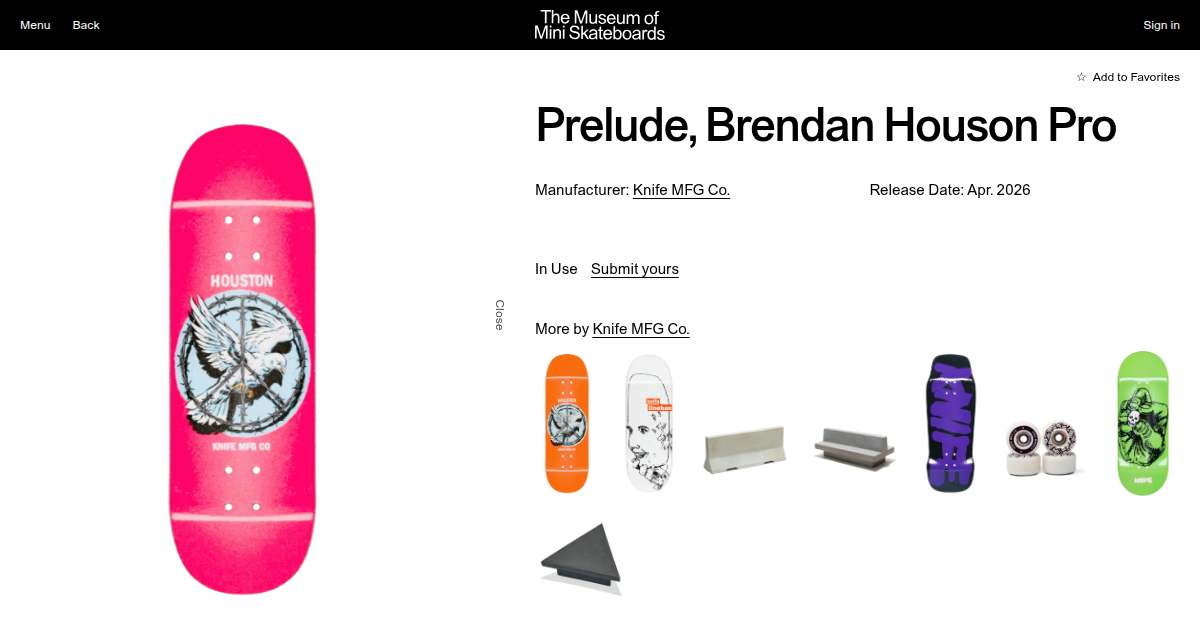 Menu
Back
The Museum of
Mini Skateboards
Sign in
☆ Add to Favorites
Prelude, Brendan Houson Pro
Manufacturer: Knife MFG Co.
Release Date: Apr. 2026
In Use Submit yours
Close
More by Knife MFG Co.
HOUSTON
KNIFE MFG CO
KNIFE